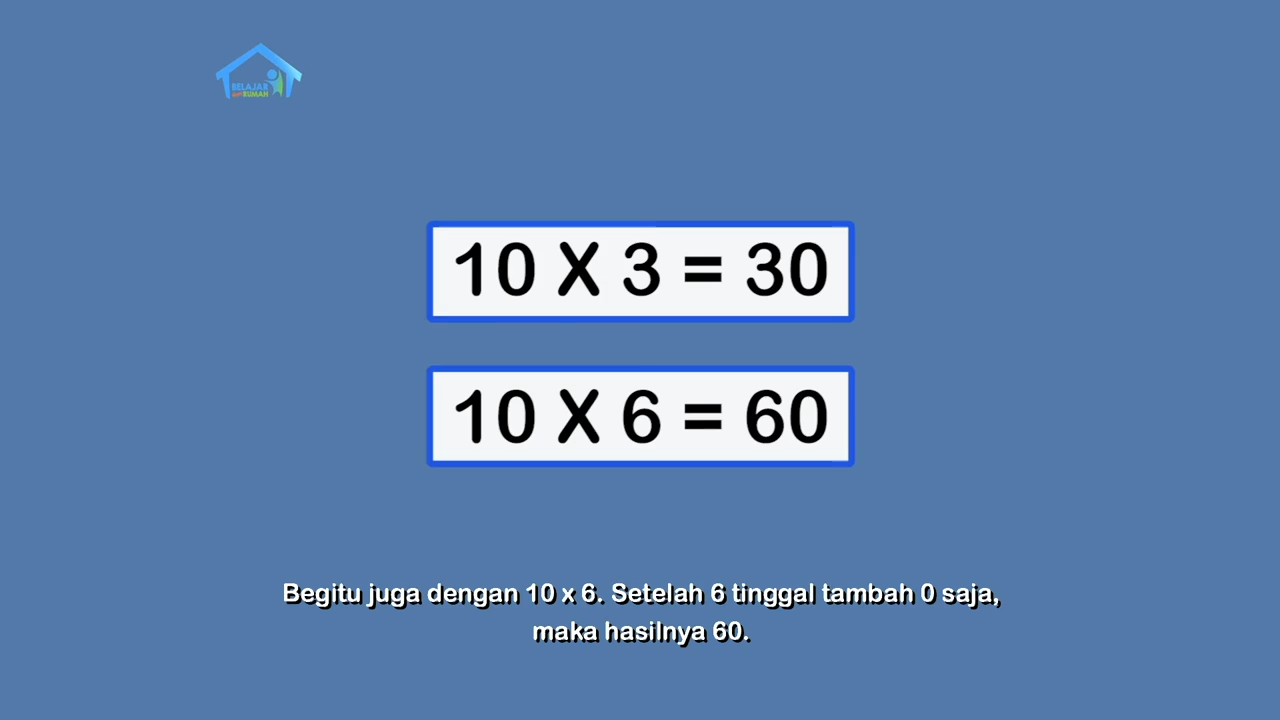 BELAJAR
dari RUMAH
10 X 3 = 30
10 X 6 = 60
Begitu juga dengan 10 x 6. Setelah 6 tinggal tambah 0 saja,
maka hasilnya 60.